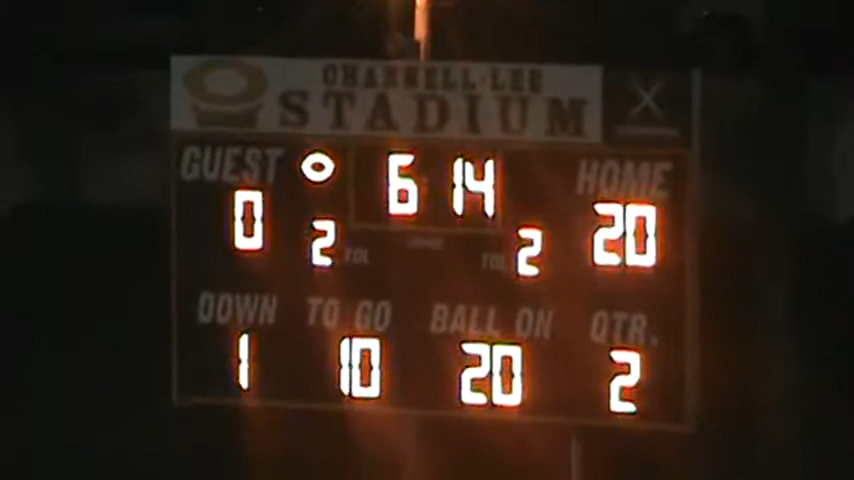 CHARNELL-LEE
STADIUM
GUEST 6:14 HOME
0 2 TOL TOL 2 20
DOWN TO GO BALL ON QTR.
1 10 20 2